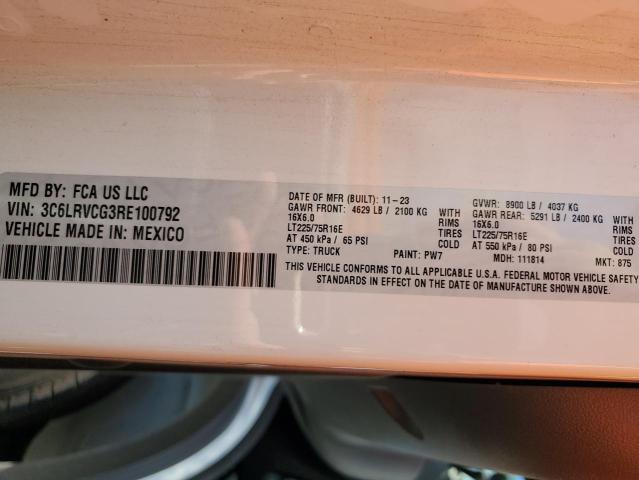 MFD BY: FCA US LLC
VIN: 3C6LRVCG3RE100792
VEHICLE MADE IN: MEXICO
DATE OF MFR (BUILT): 11-23
GVWR: 8900 LB / 4037 KG
GAWR FRONT: 4629 LB / 2100 KG WITH
GAWR REAR: 5291 LB / 2400 KG WITH
16X6.0 RIMS
16X6.0 RIMS
LT225/75R16E TIRES
LT225/75R16E TIRES
AT 450 kPa / 65 PSI COLD
AT 550 kPa / 80 PSI COLD
TYPE: TRUCK PAINT: PW7 MDH: 111814 MKT: 875
THIS VEHICLE CONFORMS TO ALL APPLICABLE U.S.A. FEDERAL MOTOR VEHICLE SAFETY
STANDARDS IN EFFECT ON THE DATE OF MANUFACTURE SHOWN ABOVE.